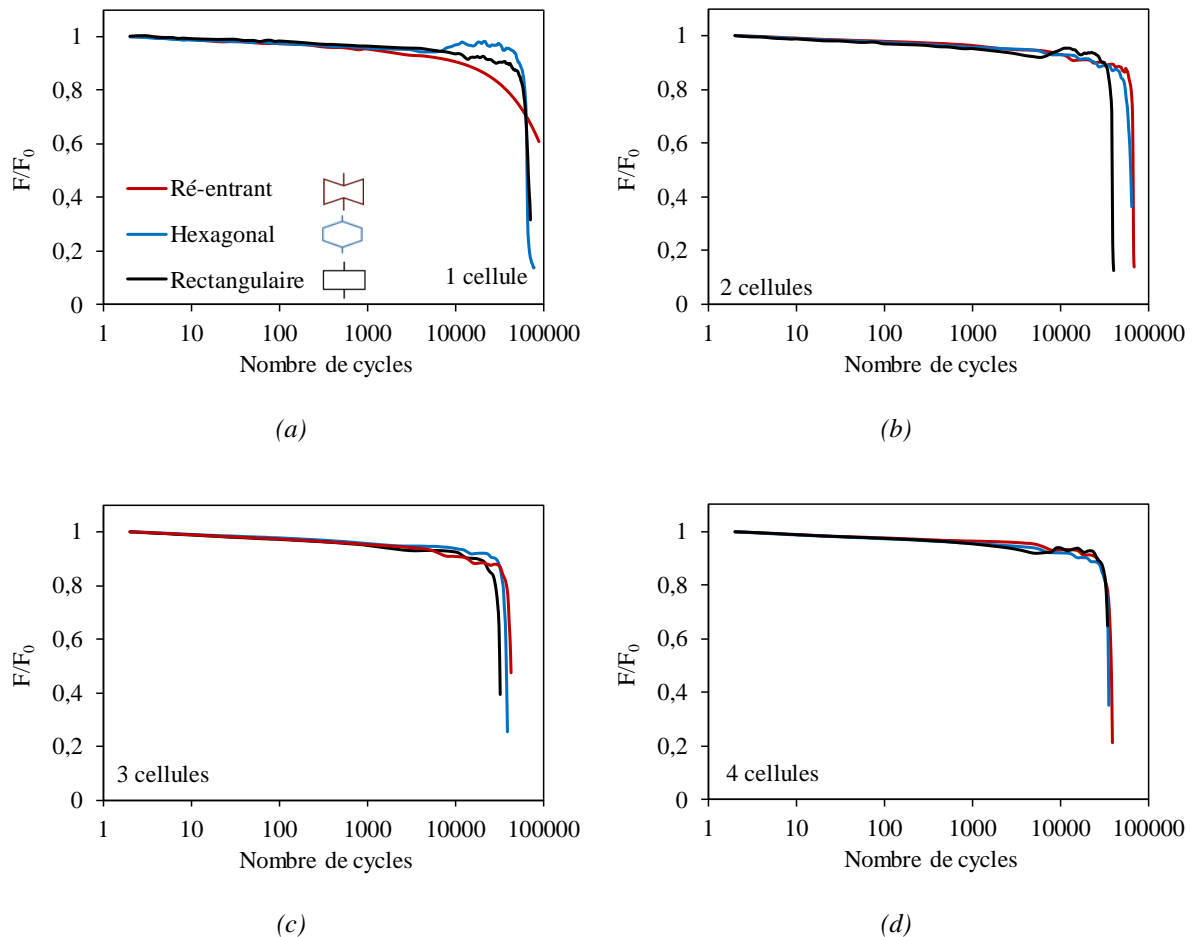 1
0,8
0,6
0,4
0,2
0
F/F0
Ré-entrant
Hexagonal
Rectangulaire
1 cellule
1 10 100 1000 10000 100000
Nombre de cycles
(a)
1
0,8
0,6
0,4
0,2
0
F/F0
2 cellules
1 10 100 1000 10000 100000
Nombre de cycles
(b)
1
0,8
0,6
0,4
0,2
0
F/F0
3 cellules
1 10 100 1000 10000 100000
Nombre de cycles
(c)
1
0,8
0,6
0,4
0,2
0
F/F0
4 cellules
1 10 100 1000 10000 100000
Nombre de cycles
(d)